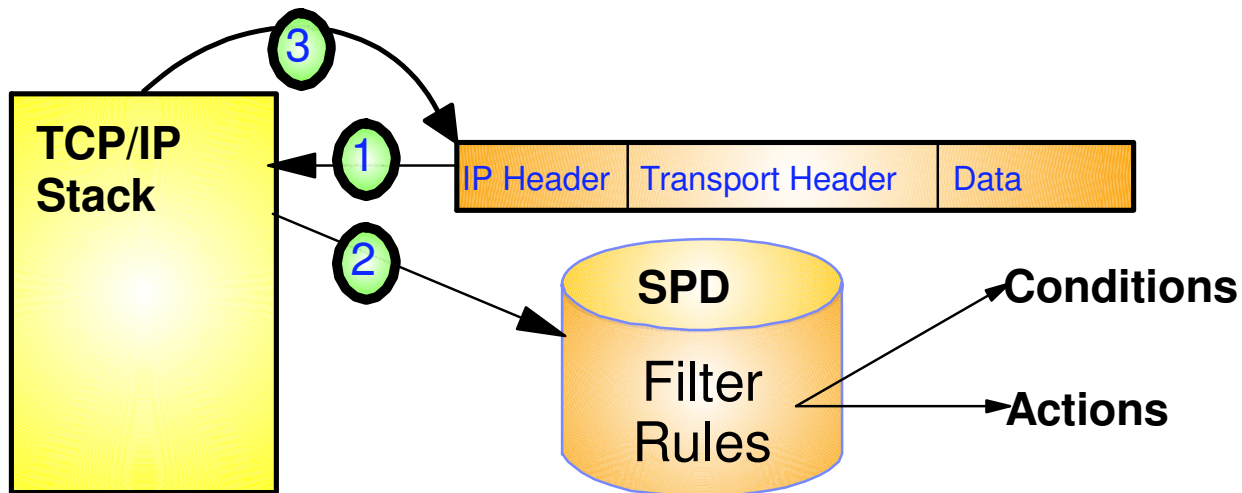 3
TCP/IP
Stack
1
IP Header
Transport Header
Data
2
SPD
Filter
Rules
Conditions
Actions